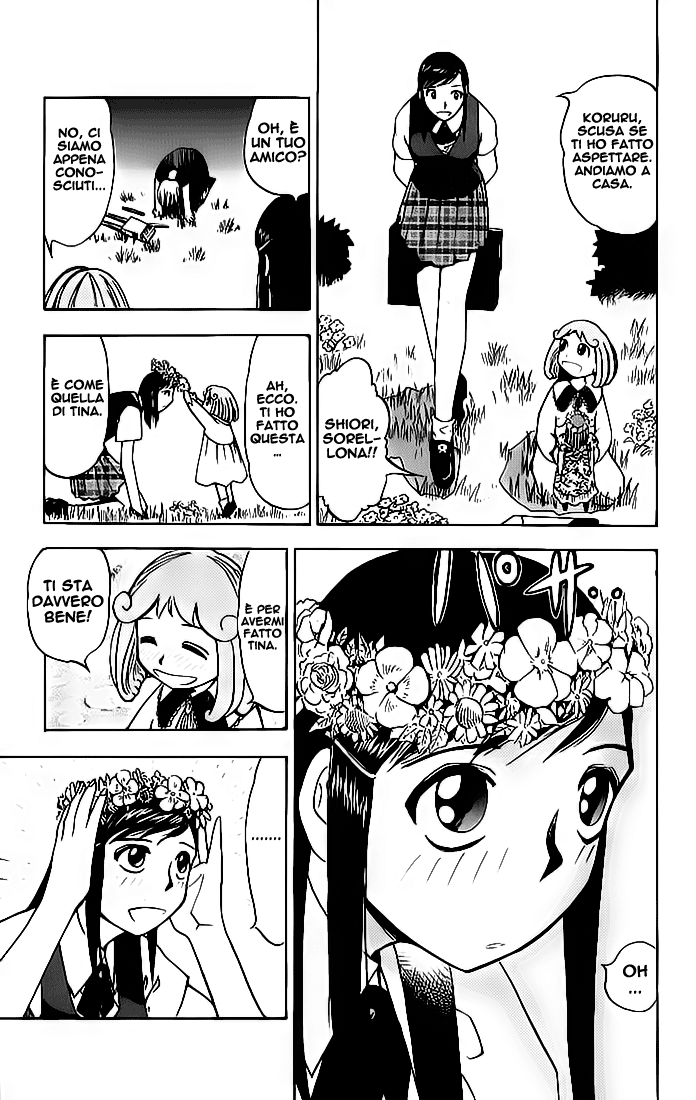 KORURU,
SCUSA SE
TI HO FATTO
ASPETTARE.
ANDIAMO A
CASA.
SHIORI,
SOREL-
LONA!!
OH, È
UN TUO
AMICO?
NO, CI
SIAMO
APPENA
CONO-
SCIUTI...
AH,
ECCO.
TI HO
FATTO
QUESTA
...
È COME
QUELLA
DI TINA.
È PER
AVERMI
FATTO
TINA.
TI STA
DAVVERO
BENE!
OH
...
........